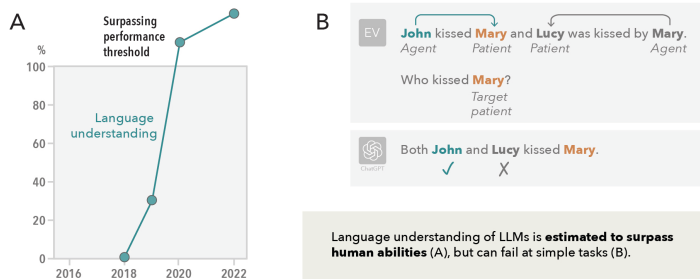 A
Surpassing
performance
threshold
%
100
80
60
40
20
0
Language
understanding
2016
2018
2020
2022
B
EV
John kissed Mary and Lucy was kissed by Mary.
Agent Patient Patient Agent
Who kissed Mary?
Target
patient
ChatGPT
Both John and Lucy kissed Mary.
✓ ✗
Language understanding of LLMs is estimated to surpass
human abilities (A), but can fail at simple tasks (B).